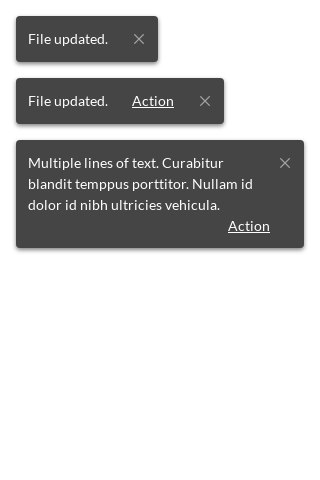 File updated.
File updated. Action
Multiple lines of text. Curabitur
blandit temppus porttitor. Nullam id
dolor id nibh ultricies vehicula.
Action